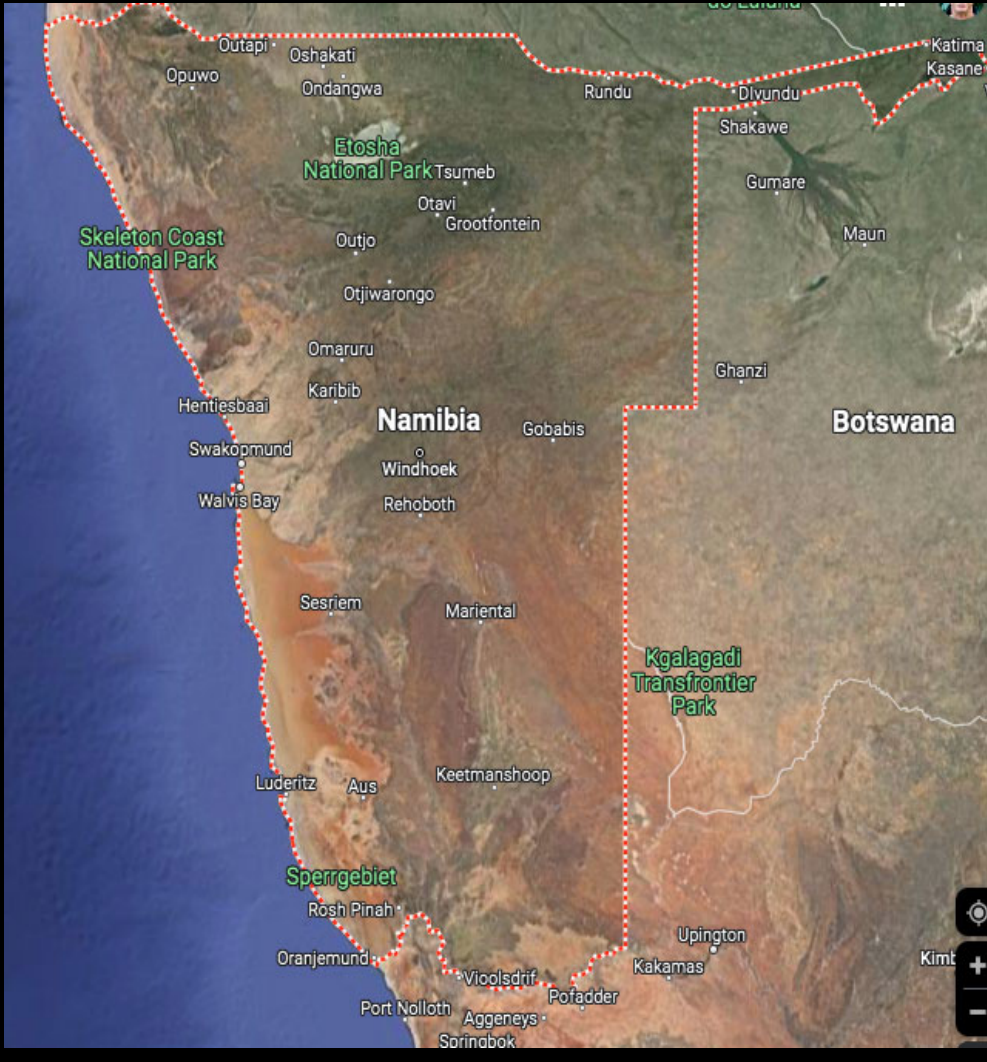 Outapi
Oshakati
Katima
Opuwo
Ondangwa
Kasane
Rundu
DIvundu
Shakawe
Etosha
National Park
Tsumeb
Gumare
Otavi
Grootfontein
Skeleton Coast
National Park
Outjo
Maun
Otjiwarongo
Omaruru
Ghanzi
Karibib
Hentiesbaai
Namibia
Gobabis
Botswana
Swakopmund
Windhoek
Walvis Bay
Rehoboth
Sesriem
Mariental
Kgalagadi
Transfrontier
Park
Luderitz
Aus
Keetmanshoop
Sperrgebiet
Rosh Pinah
Upington
Oranjemund
Kakamas
Kimb
Vioolsdrif
Pofadder
Port Nolloth
Aggeneys
Springbok